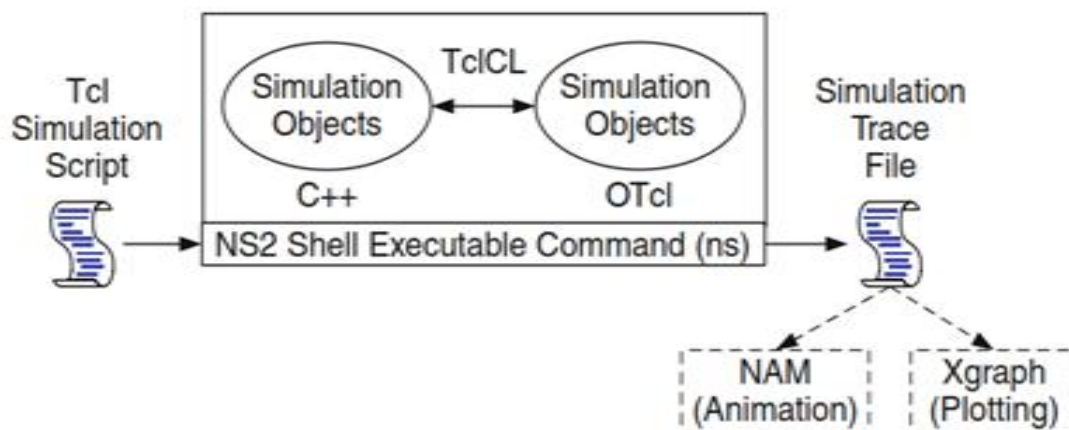 Tcl
Simulation
Script
TclCL
Simulation
Objects
C++
Simulation
Objects
OTcl
NS2 Shell Executable Command (ns)
Simulation
Trace
File
NAM
(Animation)
Xgraph
(Plotting)